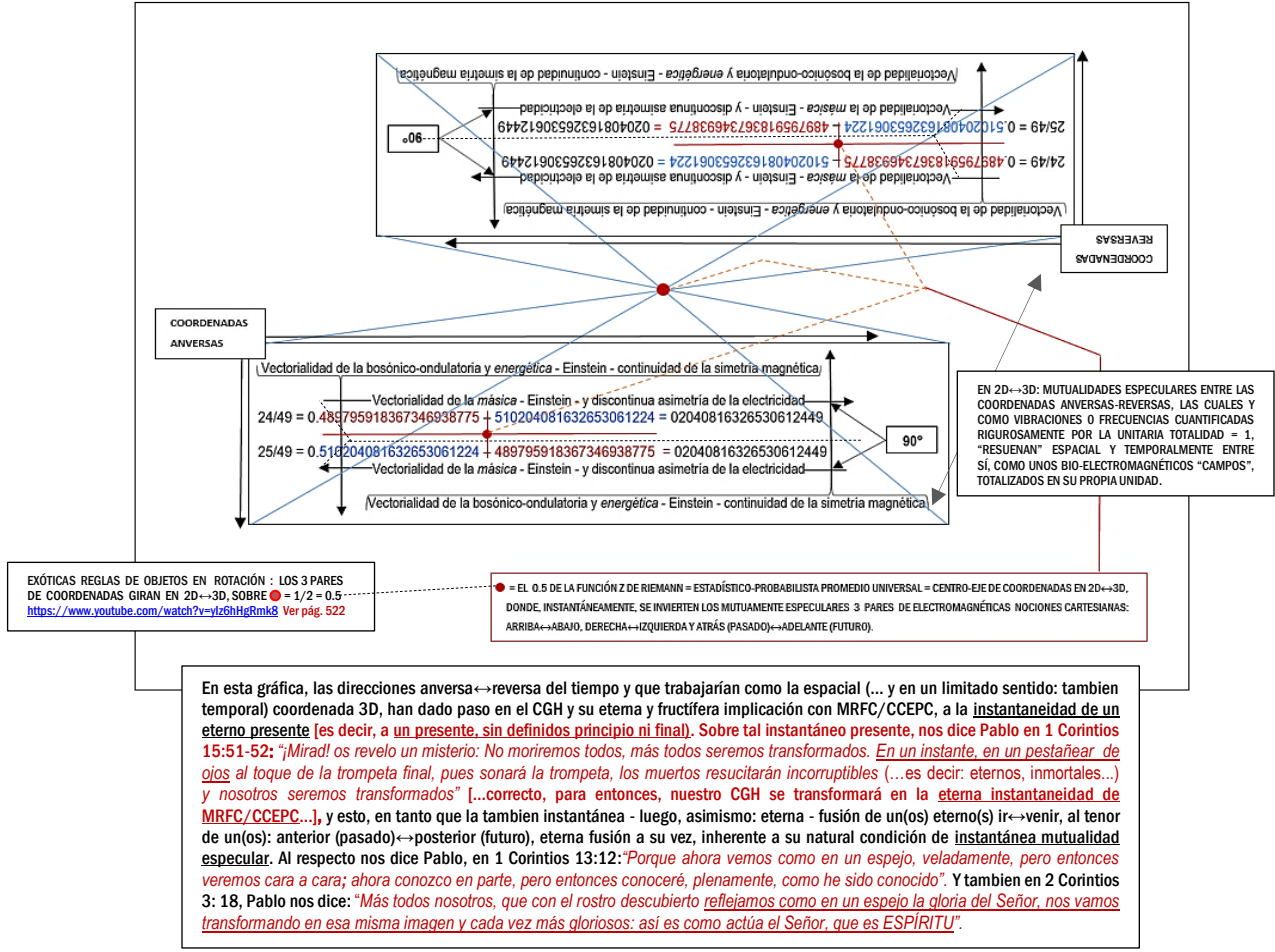 Vectorialidad de la bosónico-ondulatoria y energética - Einstein - continuidad de la simetria magnética
Vectorialidad de la másica - Einstein - y discontinua asimetria de la electricidad
25/49 = 0.510204081632653061224 + 489795918367346938775 = 020408163265306122449
90°
24/49 = 0.489795918367346938775 – 510204081632653061224 = 020408163265306122449
Vectorialidad de la másica - Einstein - y discontinua asimetria de la electricidad
Vectorialidad de la bosónico-ondulatoria y energética - Einstein - continuidad de la simetria magnética
COORDENADAS
REVERSAS
COORDENADAS
ANVERSAS
Vectorialidad de la bosónico-ondulatoria y energética - Einstein - continuidad de la simetría magnética
Vectorialidad de la másica - Einstein - y discontinua asimetría de la electricidad
24/49 = 0.489795918367346938775 + 510204081632653061224 = 020408163265306122449
90°
25/49 = 0.510204081632653061224 + 489795918367346938775 = 020408163265306122449
Vectorialidad de la màsica - Einstein - y discontinua asimetría de la electricidad
Vectorialidad de la bosónico-ondulatoria y energética - Einstein - continuidad de la simetría magnética
EN 2D↔3D: MUTUALIDADES ESPECULARES ENTRE LAS
COORDENADAS ANVERSAS-REVERSAS, LAS CUALES Y
COMO VIBRACIONES O FRECUENCIAS CUANTIFICADAS
RIGUROSAMENTE POR LA UNITARIA TOTALIDAD = 1,
"RESUENAN" ESPACIAL Y TEMPORALMENTE ENTRE
SÍ, COMO UNOS BIO-ELECTROMAGNÉTICOS "CAMPOS",
TOTALIZADOS EN SU PROPIA UNIDAD.
EXÓTICAS REGLAS DE OBJETOS EN ROTACIÓN : LOS 3 PARES
DE COORDENADAS GIRAN EN 2D↔3D, SOBRE = 1/2 = 0.5
https://www.youtube.com/watch?v=ylz6hHgRmk8 Ver pág. 522
= EL 0.5 DE LA FUNCIÓN Z DE RIEMANN = ESTADÍSTICO-PROBABILISTA PROMEDIO UNIVERSAL = CENTRO-EJE DE COORDENADAS EN 2D↔3D,
DONDE, INSTANTÁNEAMENTE, SE INVIERTEN LOS MUTUAMENTE ESPECULARES 3 PARES DE ELECTROMAGNÉTICAS NOCIONES CARTESIANAS:
ARRIBA↔ABAJO, DERECHA↔IZQUIERDA Y ATRÁS (PASADO)↔ADELANTE (FUTURO).
En esta gráfica, las direcciones anversa↔reversa del tiempo y que trabajarían como la espacial (... y en un limitado sentido: tambien
temporal) coordenada 3D, han dado paso en el CGH y su eterna y fructífera implicación con MRFC/CCEPC, a la instantaneidad de un
eterno presente [es decir, a un presente, sin definidos principio ni final). Sobre tal instantáneo presente, nos dice Pablo en 1 Corintios
15:51-52: "¡Mirad! os revelo un misterio: No moriremos todos, más todos seremos transformados. En un instante, en un pestañear de
ojos al toque de la trompeta final, pues sonará la trompeta, los muertos resucitarán incorruptibles (…es decir: eternos, inmortales...)
y nosotros seremos transformados" [...correcto, para entonces, nuestro CGH se transformará en la eterna instantaneidad de
MRFC/CCEPC...], y esto, en tanto que la tambien instantánea - luego, asimismo: eterna - fusión de un(os) eterno(s) ir↔venir, al tenor
de un(os): anterior (pasado)↔posterior (futuro), eterna fusión a su vez, inherente a su natural condición de instantánea mutualidad
especular. Al respecto nos dice Pablo, en 1 Corintios 13:12:"Porque ahora vemos como en un espejo, veladamente, pero entonces
veremos cara a cara; ahora conozco en parte, pero entonces conoceré, plenamente, como he sido conocido". Y tambien en 2 Corintios
3: 18, Pablo nos dice: "Más todos nosotros, que con el rostro descubierto reflejamos como en un espejo la gloria del Señor, nos vamos
transformando en esa misma imagen y cada vez más gloriosos: así es como actúa el Señor, que es ESPÍRITU".